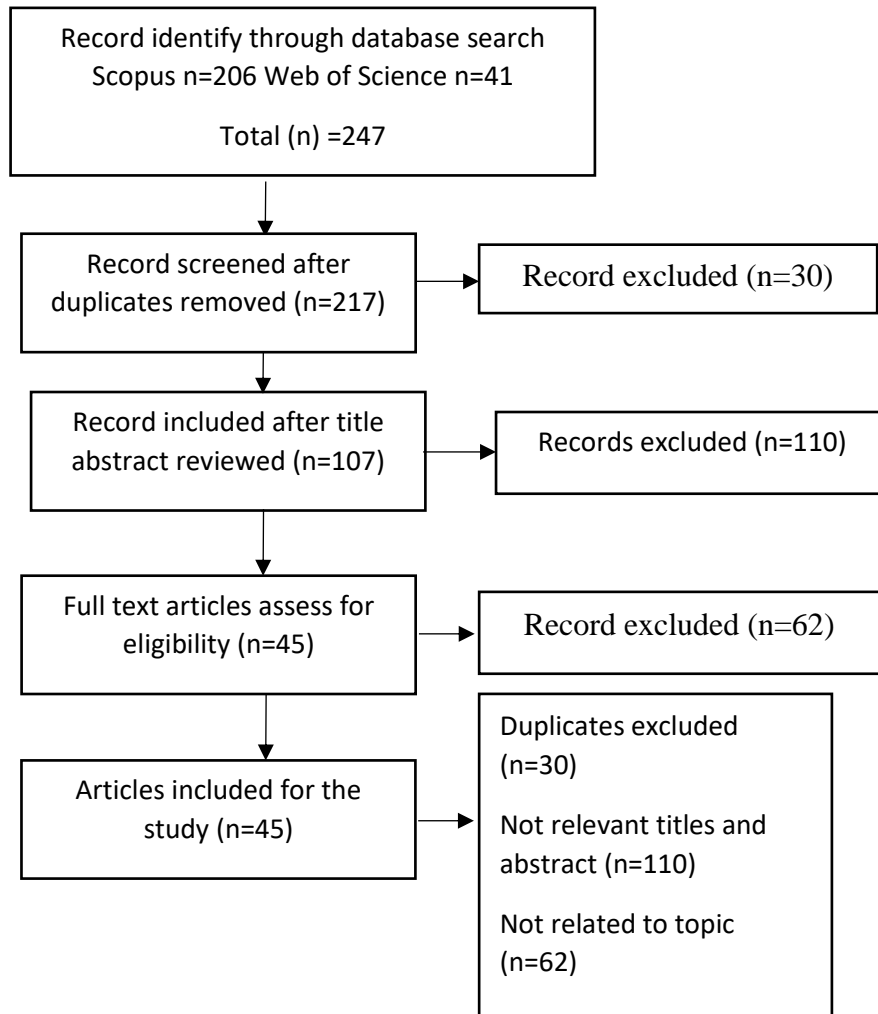 Record identify through database search
Scopus n=206 Web of Science n=41
Total (n) =247
Record screened after
duplicates removed (n=217)
Record excluded (n=30)
Record included after title
abstract reviewed (n=107)
Records excluded (n=110)
Full text articles assess for
eligibility (n=45)
Record excluded (n=62)
Articles included for the
study (n=45)
Duplicates excluded
(n=30)
Not relevant titles and
abstract (n=110)
Not related to topic
(n=62)